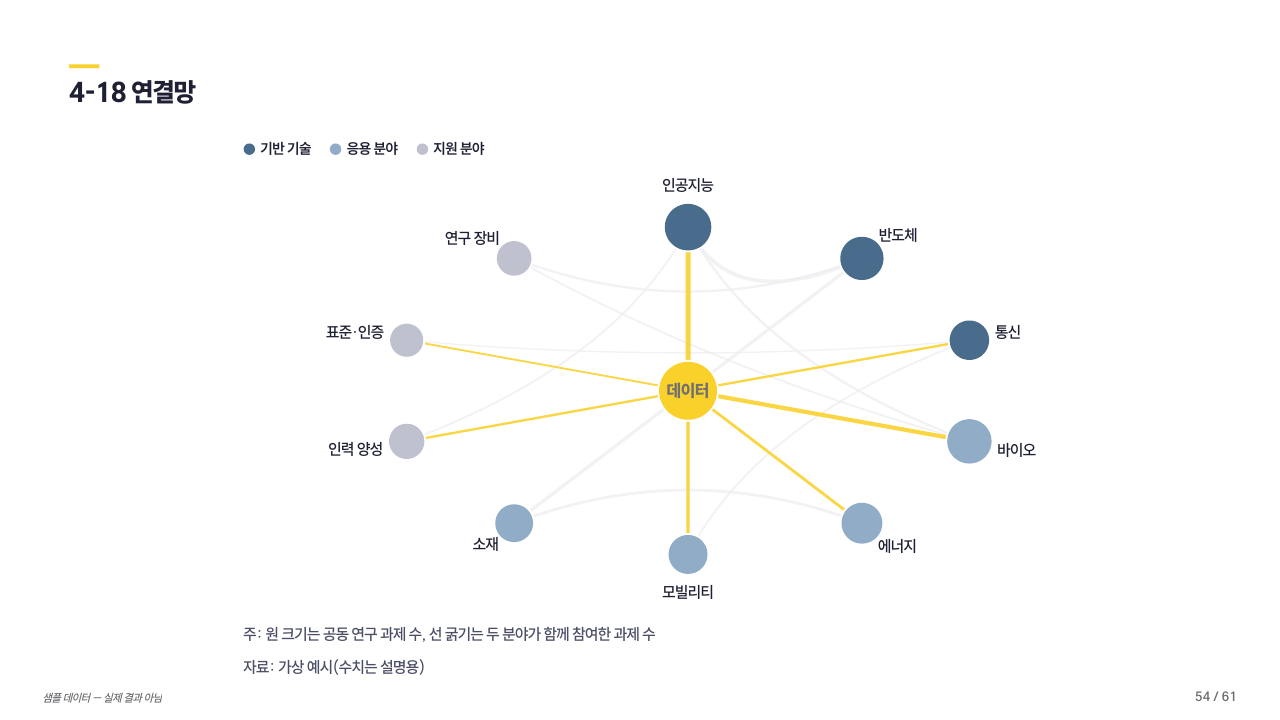 4-18 연결망
기반 기술
응용 분야
지원 분야
인공지능
연구 장비
반도체
표준·인증
통신
데이터
인력 양성
바이오
소재
에너지
모빌리티
주: 원 크기는 공동 연구 과제 수, 선 굵기는 두 분야가 함께 참여한 과제 수
자료: 가상 예시(수치는 설명용)
샘플 데이터 — 실제 결과 아님
54 / 61